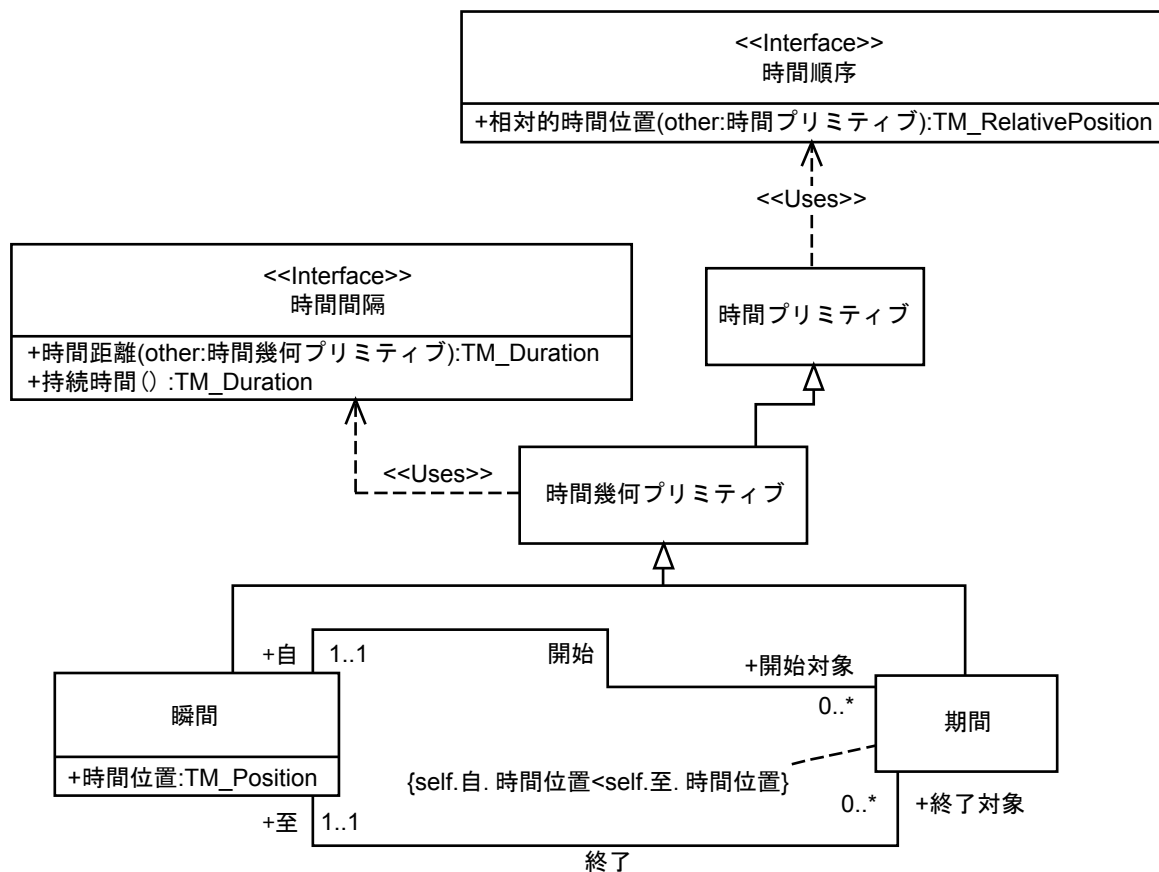 <<Interface>>
時間順序
+相対的時間位置(other:時間プリミティブ):TM_RelativePosition
<<Uses>>
<<Interface>>
時間間隔
+時間距離(other:時間幾何プリミティブ):TM_Duration
+持続時間() :TM_Duration
時間プリミティブ
<<Uses>>
時間幾何プリミティブ
+自
1..1
開始
+開始対象
0..*
瞬間
+時間位置:TM_Position
期間
{self.自. 時間位置<self.至. 時間位置}
+至
1..1
0..*
+終了対象
終了